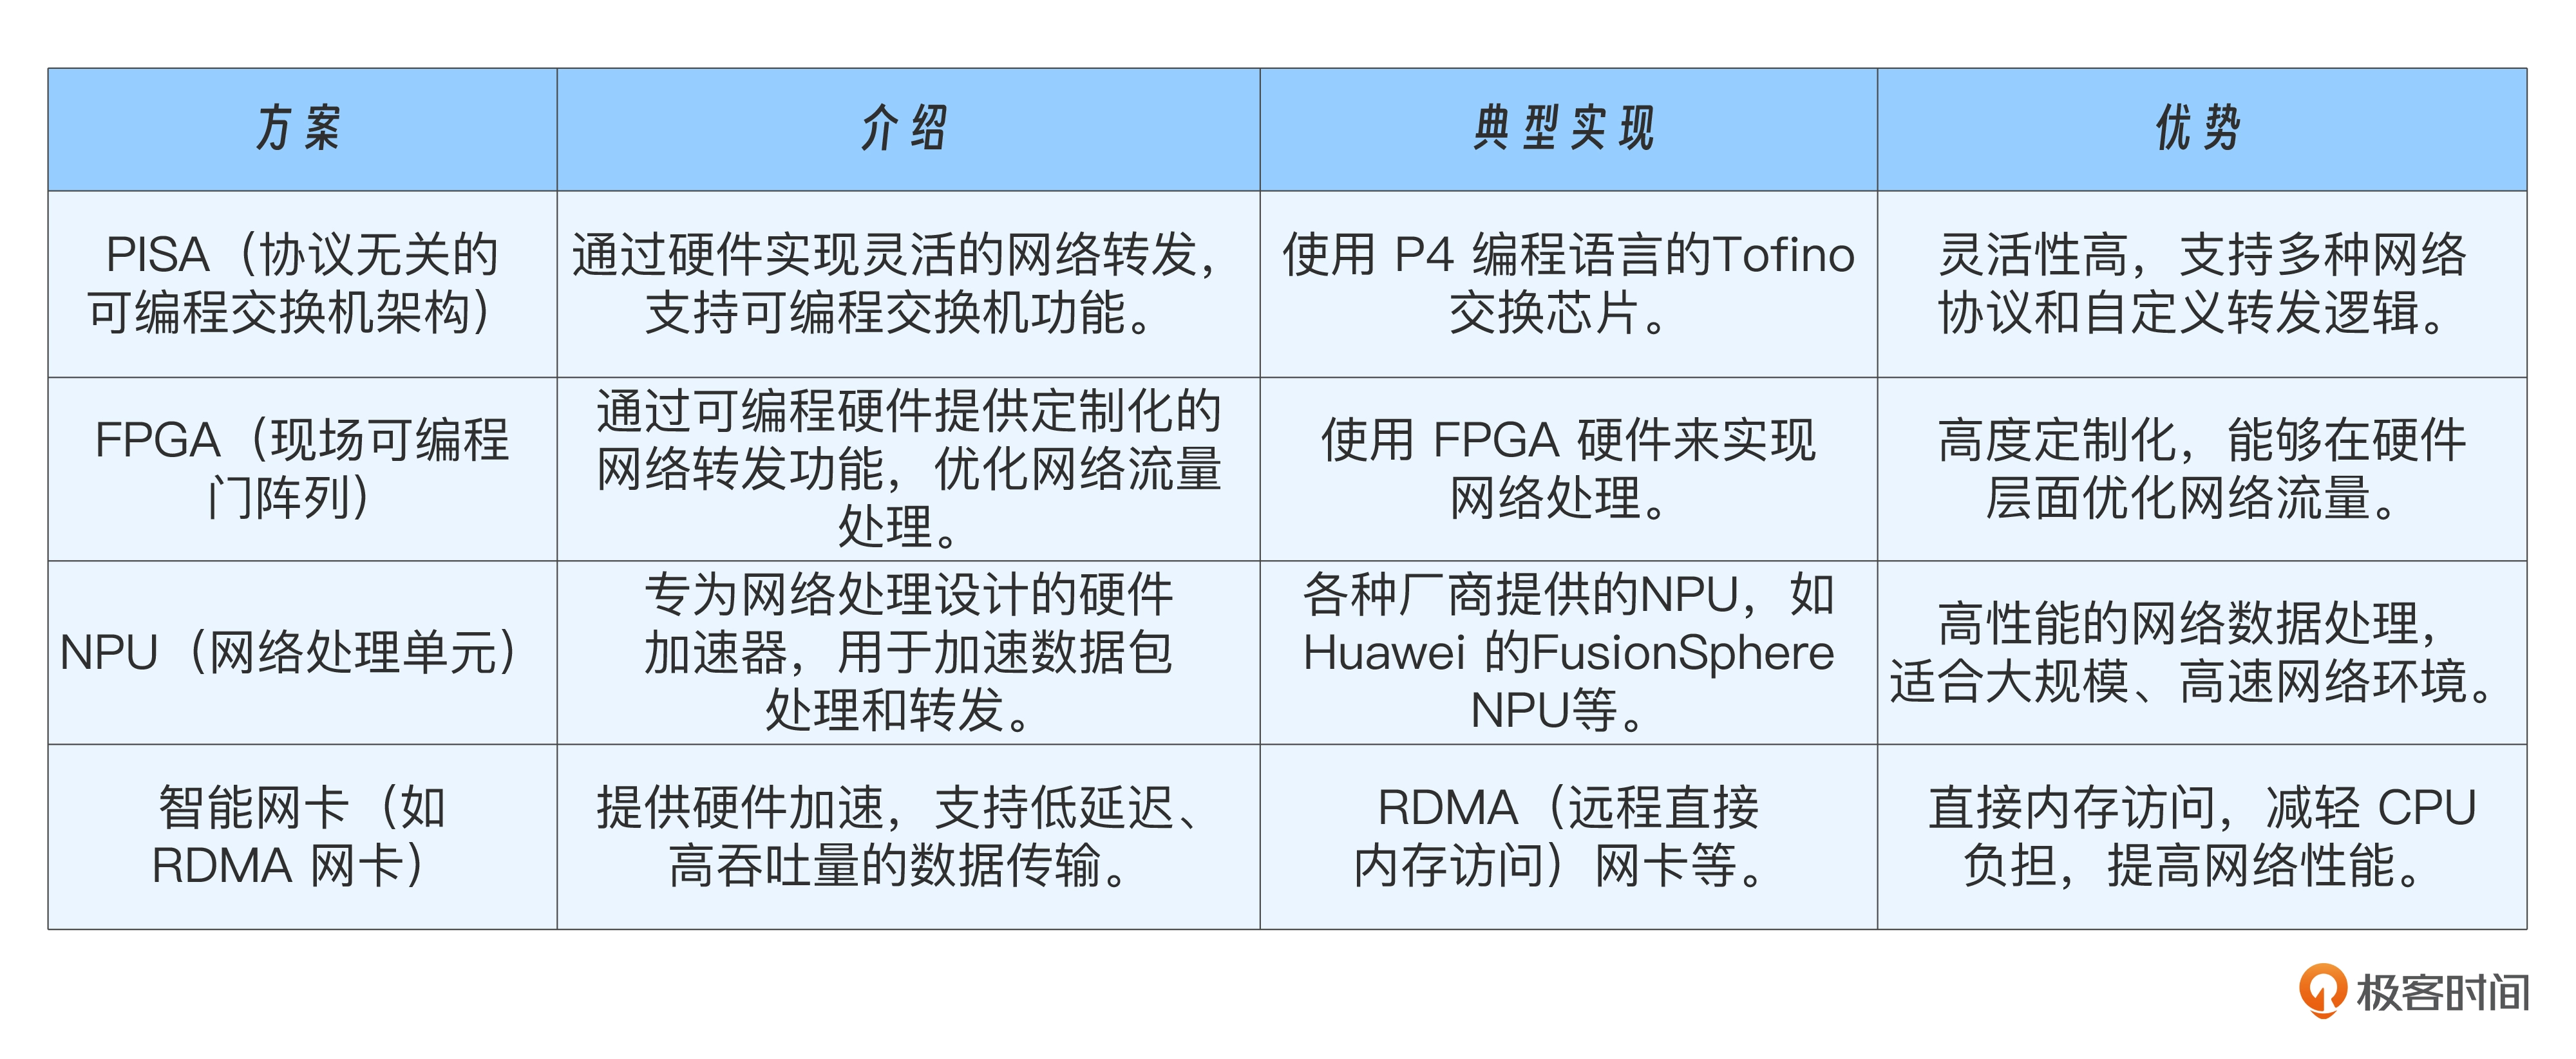 方案
介绍
典型实现
优势
PISA（协议无关的
可编程交换机架构）
通过硬件实现灵活的网络转发，
支持可编程交换机功能。
使用 P4 编程语言的Tofino
交换芯片。
灵活性高，支持多种网络
协议和自定义转发逻辑。
FPGA（现场可编程
门阵列）
通过可编程硬件提供定制化的
网络转发功能，优化网络流量
处理。
使用 FPGA 硬件来实现
网络处理。
高度定制化，能够在硬件
层面优化网络流量。
NPU（网络处理单元）
专为网络处理设计的硬件
加速器，用于加速数据包
处理和转发。
各种厂商提供的NPU，如
Huawei 的FusionSphere
NPU等。
高性能的网络数据处理，
适合大规模、高速网络环境。
智能网卡（如
RDMA 网卡）
提供硬件加速，支持低延迟、
高吞吐量的数据传输。
RDMA（远程直接
内存访问）网卡等。
直接内存访问，减轻 CPU
负担，提高网络性能。
极客时间